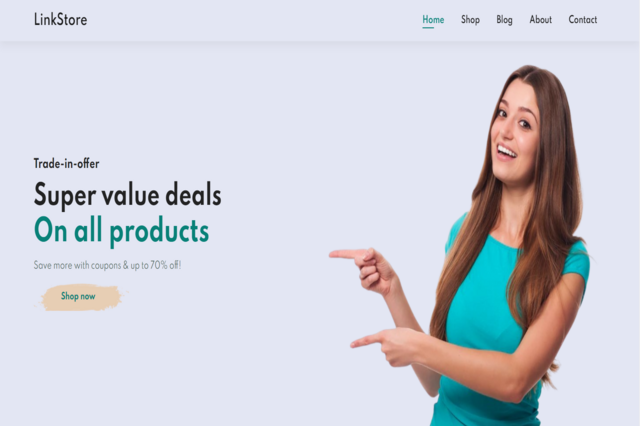 LinkStore
Home Shop Blog About Contact
Trade-in-offer
Super value deals
On all products
Save more with coupons & up to 70% off!
Shop now